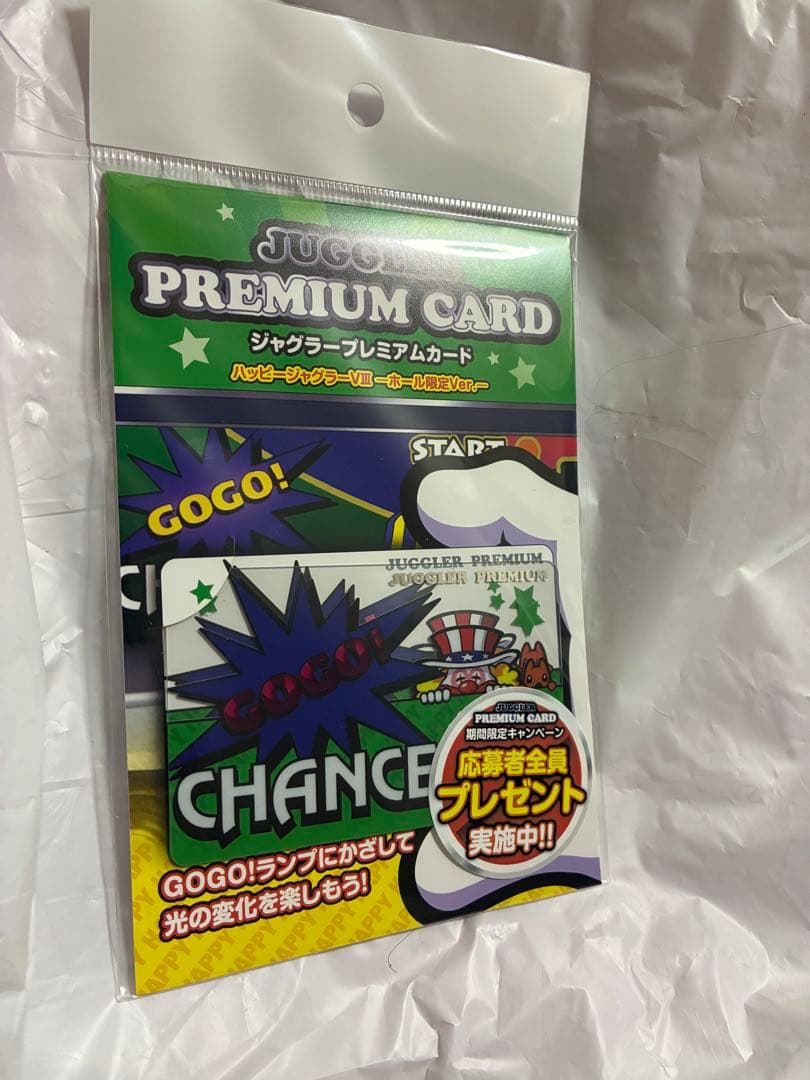 JUGGLER
PREMIUM CARD
ジャグラープレミアムカード
ハッピージャグラーVⅢ ーホール限定Ver.ー
START
GOGO!
CH
JUGGLER PREMIUM
JUGGLER PREMIUM
GOGO!
CHANCE
JUGGLER
PREMIUM CARD
期間限定キャンペーン
応募者全員
プレゼント
実施中!!
GOGO!ランプにかざして
光の変化を楽しもう!
HAPPY HAPPY HAPPY HAPPY